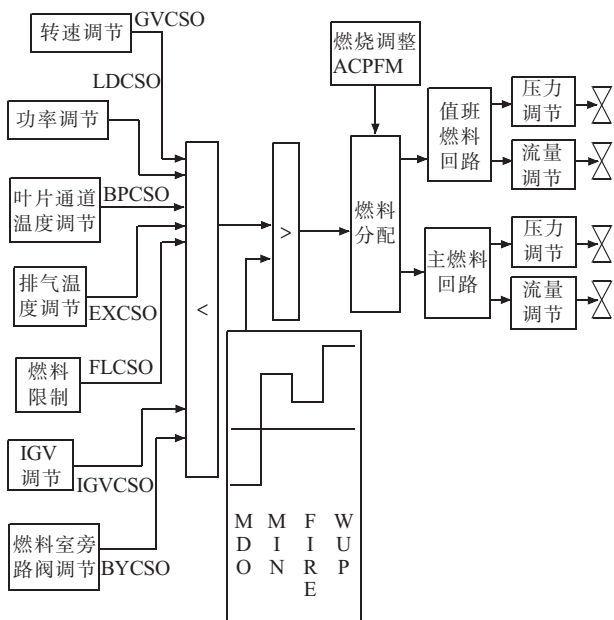 转速调节
GVCSO
LDCSO
功率调节
叶片通道
温度调节
BPCSO
排气温
度调节
EXCSO
燃料
限制
FLCSO
IGV
调节
IGVCSO
燃料室旁
路阀调节
BYCSO
<
>
MDO
MIN
FIRE
WUP
燃烧调整
ACPFM
燃料
分配
值班
燃料
回路
主燃料
回路
压力
调节
流量
调节
压力
调节
流量
调节